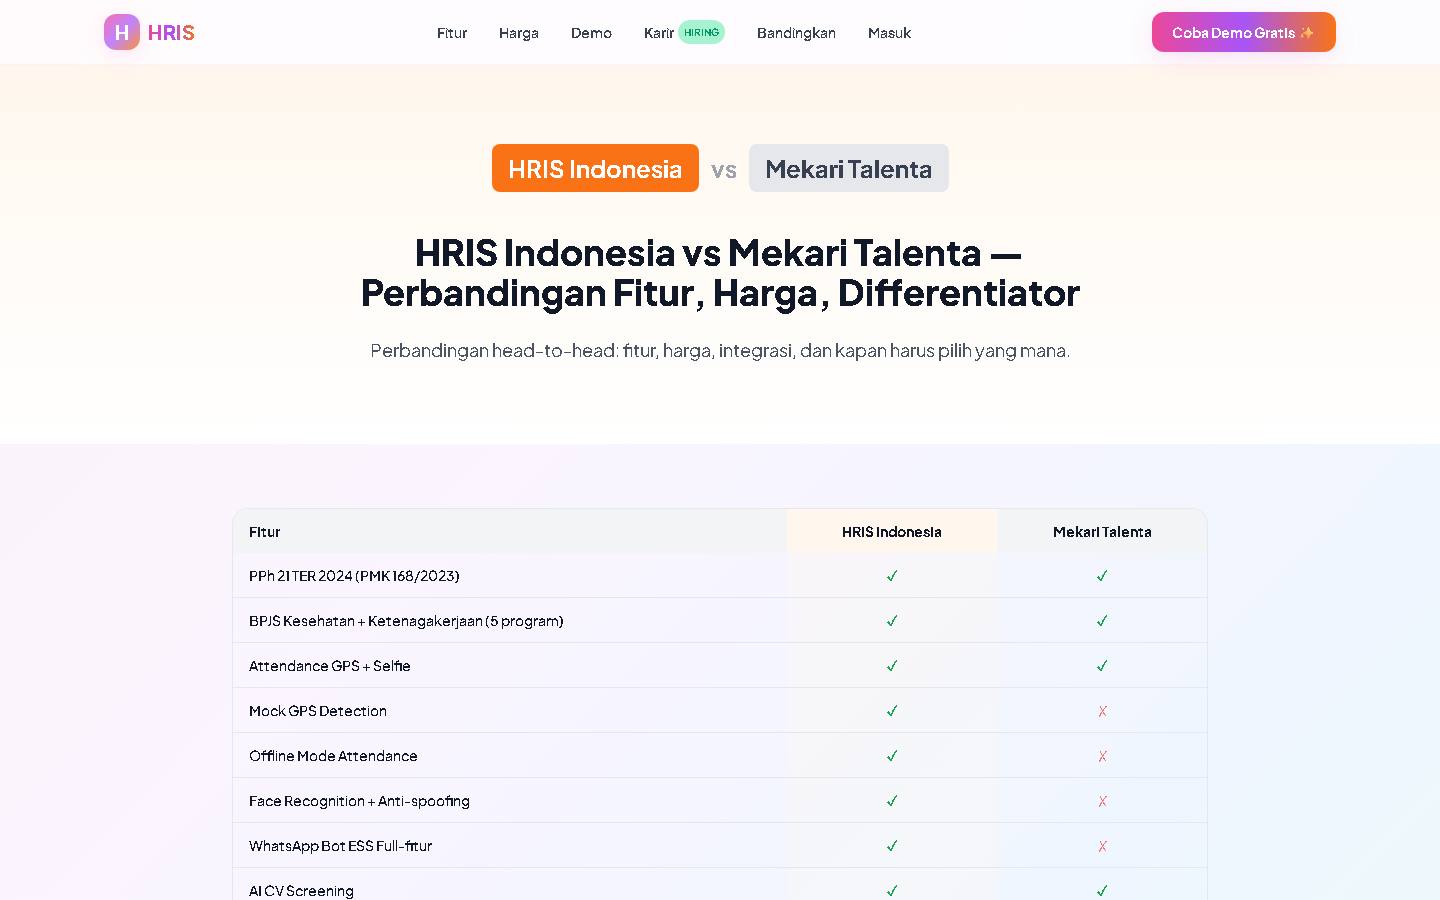 H HRIS
Fitur Harga Demo Karir HIRING Bandingkan Masuk
Coba Demo Gratis ✨
HRIS Indonesia vs Mekari Talenta
HRIS Indonesia vs Mekari Talenta —
Perbandingan Fitur, Harga, Differentiator
Perbandingan head-to-head: fitur, harga, integrasi, dan kapan harus pilih yang mana.
Fitur HRIS Indonesia Mekari Talenta
PPh 21 TER 2024 (PMK 168/2023) ✓ ✓
BPJS Kesehatan + Ketenagakerjaan (5 program) ✓ ✓
Attendance GPS + Selfie ✓ ✓
Mock GPS Detection ✓ ✗
Offline Mode Attendance ✓ ✗
Face Recognition + Anti-spoofing ✓ ✗
WhatsApp Bot ESS Full-fitur ✓ ✗
AI CV Screening ✓ ✓